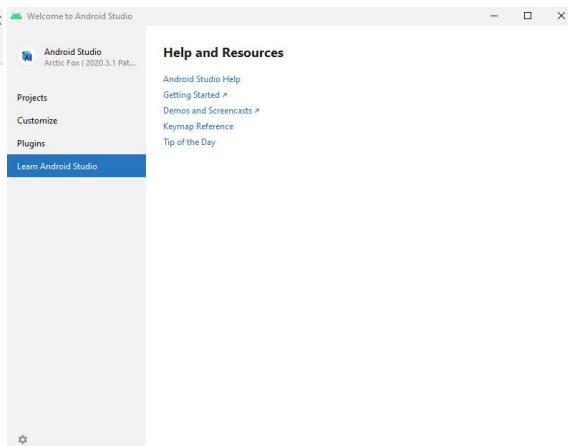 Welcome to Android Studio
Android Studio
Arctic Fox | 2020.3.1 Pat...
Projects
Customize
Plugins
Learn Android Studio
Help and Resources
Android Studio Help
Getting Started ↗
Demos and Screencasts ↗
Keymap Reference
Tip of the Day